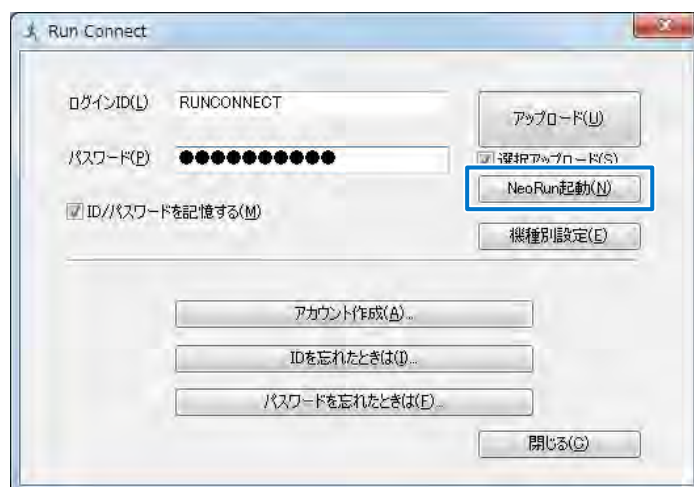 Run Connect
ログインID(L) RUNCONNECT
アップロード(U)
パスワード(P) ●●●●●●●●●●
選択アップロード(S)
NeoRun起動(N)
ID/パスワードを記憶する(M)
機種別設定(E)
アカウント作成(A)...
IDを忘れたときは(I)...
パスワードを忘れたときは(F)...
閉じる(C)